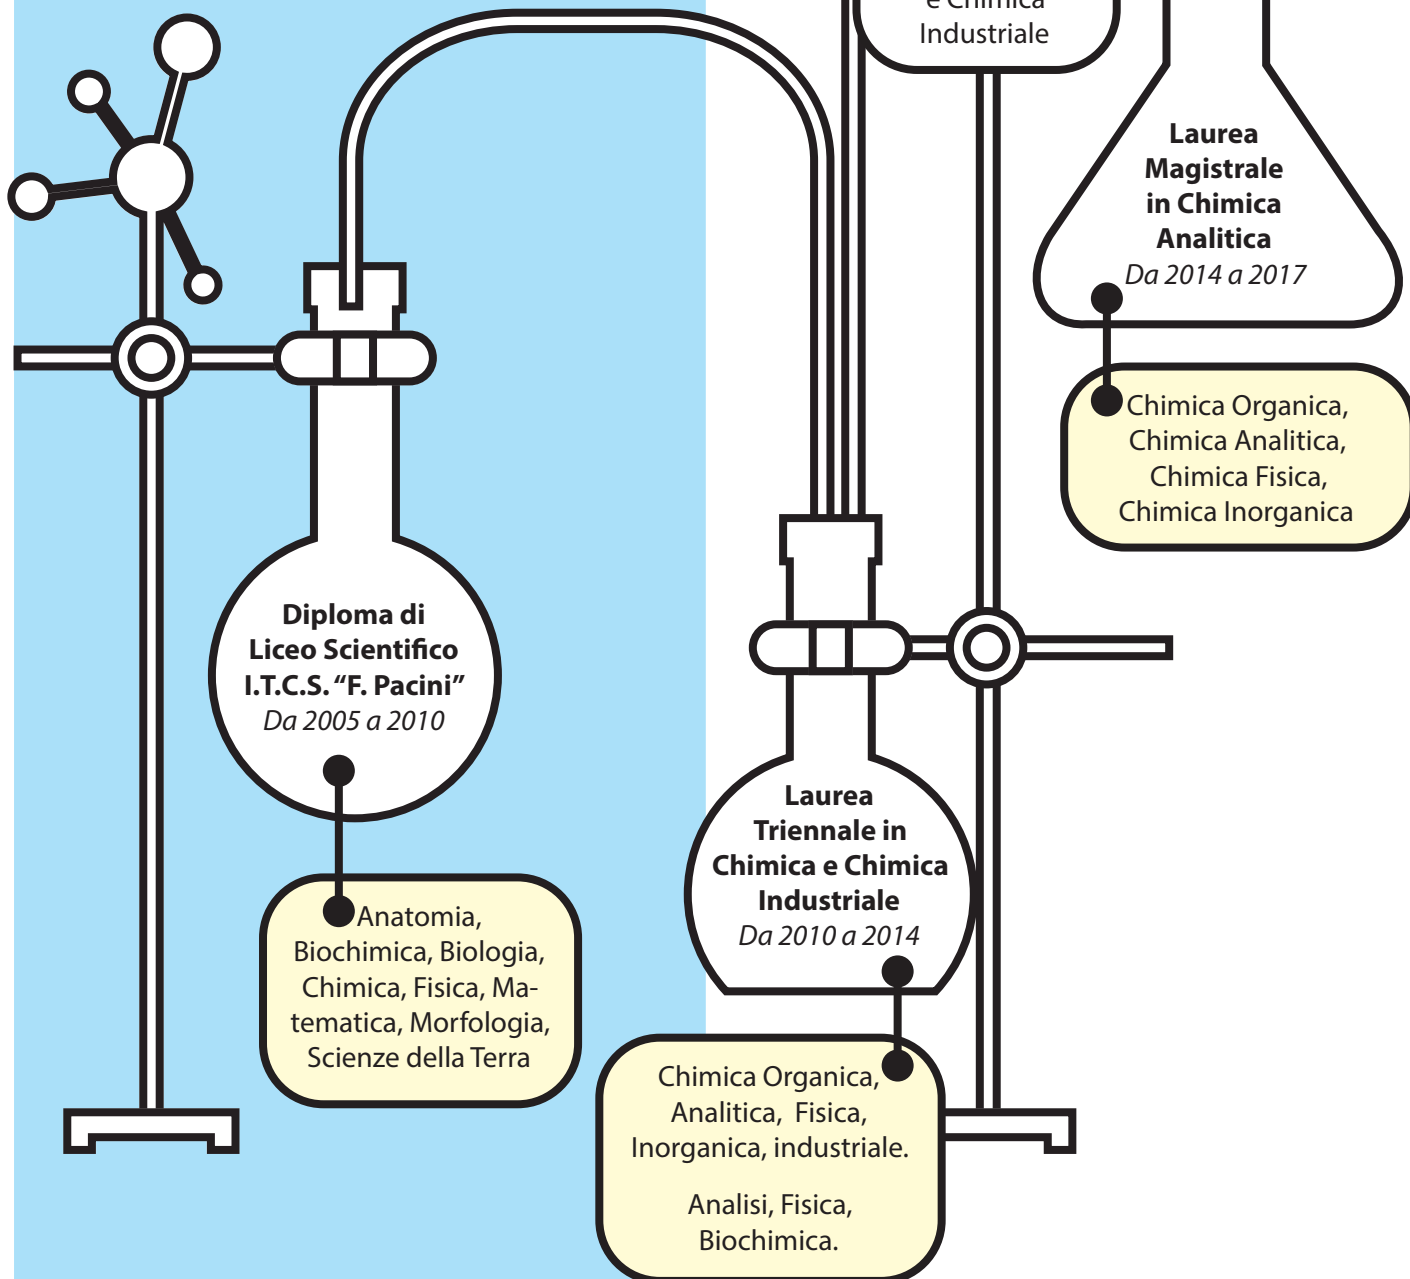 e Chimica
Industriale
Laurea
Magistrale
in Chimica
Analitica
Da 2014 a 2017
Chimica Organica,
Chimica Analitica,
Chimica Fisica,
Chimica Inorganica
Diploma di
Liceo Scientifico
I.T.C.S. “F. Pacini”
Da 2005 a 2010
Anatomia,
Biochimica, Biologia,
Chimica, Fisica, Ma-
tematica, Morfologia,
Scienze della Terra
Laurea
Triennale in
Chimica e Chimica
Industriale
Da 2010 a 2014
Chimica Organica,
Analitica, Fisica,
Inorganica, industriale.
Analisi, Fisica,
Biochimica.